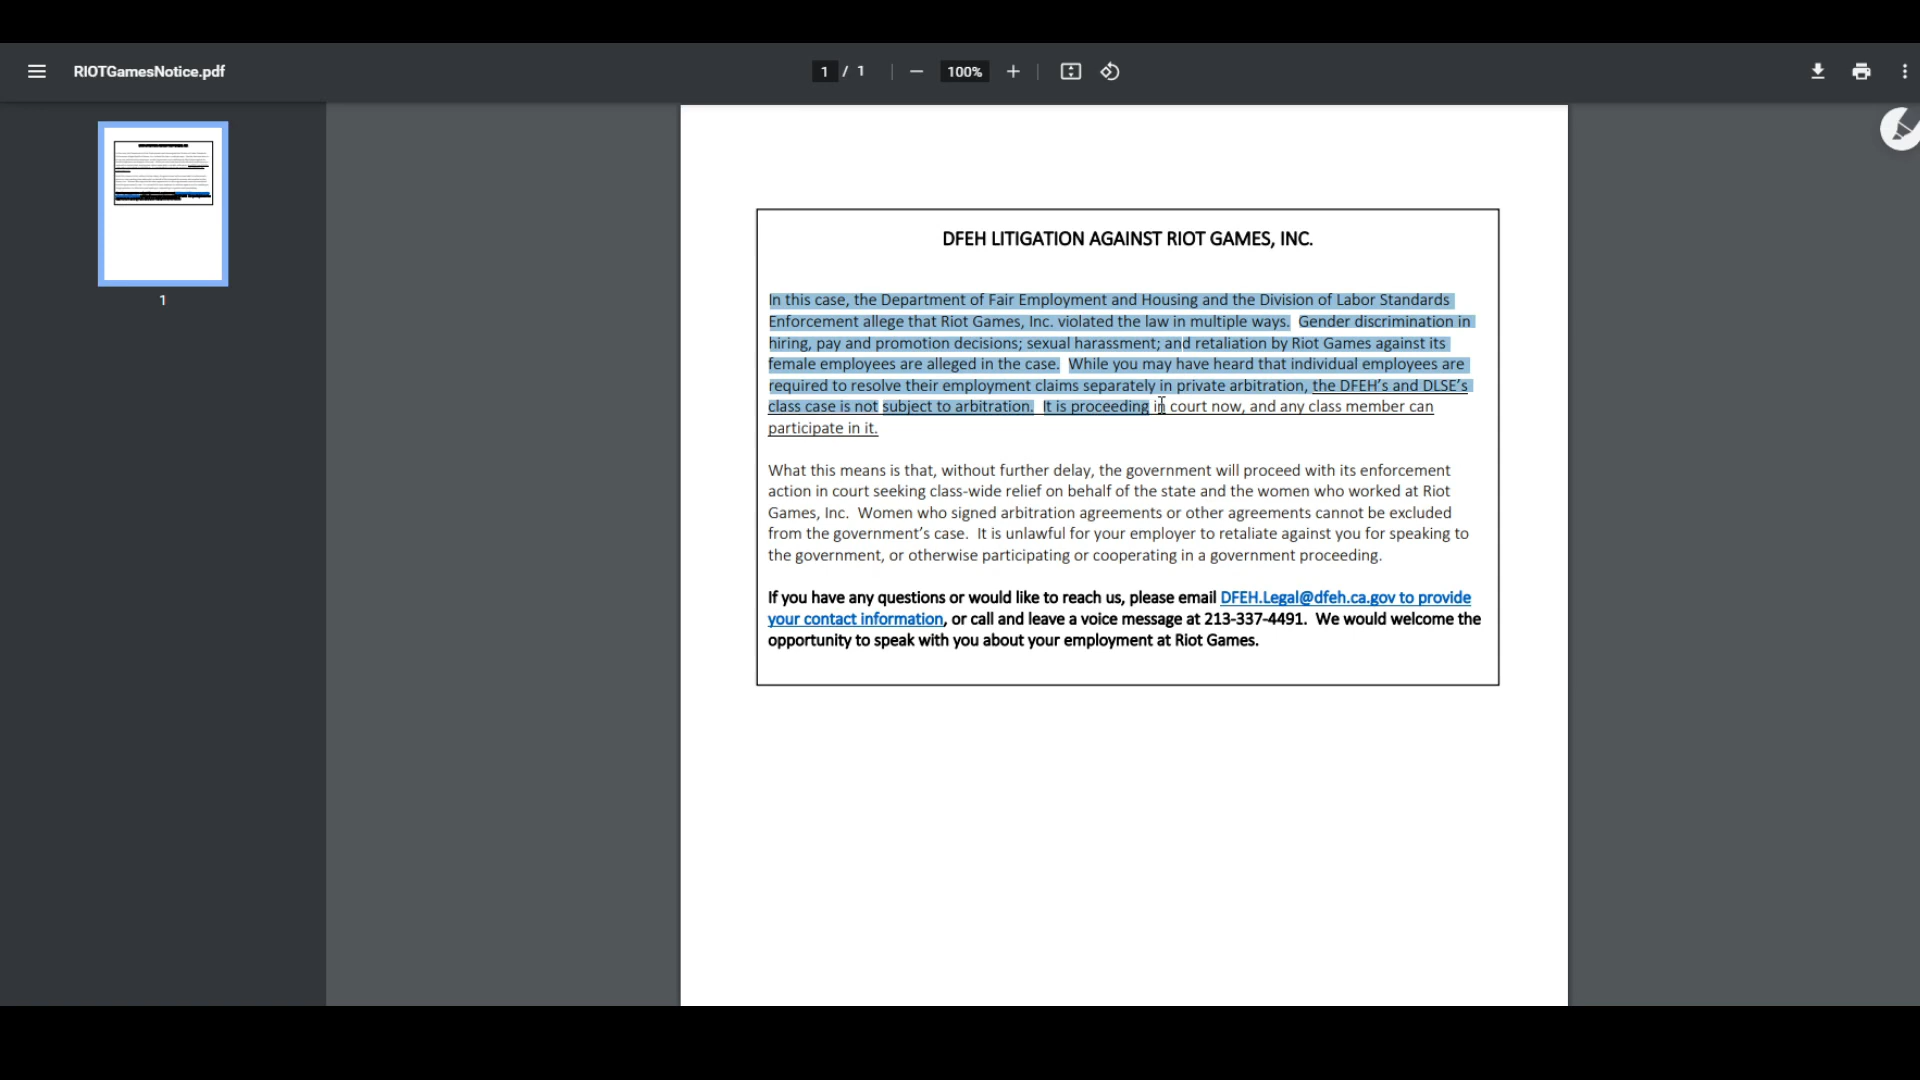 RIOTGamesNotice.pdf
1 / 1
100%
1
DFEH LITIGATION AGAINST RIOT GAMES, INC.
In this case, the Department of Fair Employment and Housing and the Division of Labor Standards
Enforcement allege that Riot Games, Inc. violated the law in multiple ways. Gender discrimination in
hiring, pay and promotion decisions; sexual harassment; and retaliation by Riot Games against its
female employees are alleged in the case. While you may have heard that individual employees are
required to resolve their employment claims separately in private arbitration, the DFEH's and DLSE's
class case is not subject to arbitration. It is proceeding in court now, and any class member can
participate in it.
What this means is that, without further delay, the government will proceed with its enforcement
action in court seeking class-wide relief on behalf of the state and the women who worked at Riot
Games, Inc. Women who signed arbitration agreements or other agreements cannot be excluded
from the government's case. It is unlawful for your employer to retaliate against you for speaking to
the government, or otherwise participating or cooperating in a government proceeding.
If you have any questions or would like to reach us, please email DFEH.Legal@dfeh.ca.gov to provide
your contact information, or call and leave a voice message at 213-337-4491. We would welcome the
opportunity to speak with you about your employment at Riot Games.